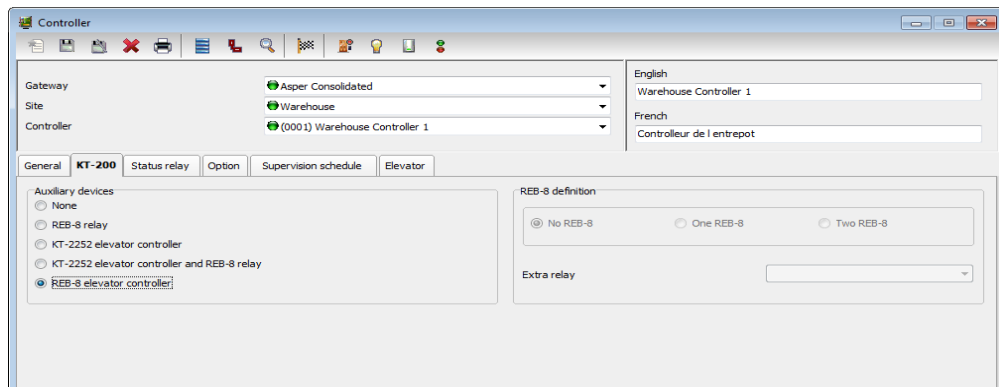 Controller
Gateway
Asper Consolidated
Site
Warehouse
Controller
(0001) Warehouse Controller 1
English
Warehouse Controller 1
French
Controlleur de l entrepot
General KT-200 Status relay Option Supervision schedule Elevator
Auxiliary devices
None
REB-8 relay
KT-2252 elevator controller
KT-2252 elevator controller and REB-8 relay
REB-8 elevator controller
REB-8 definition
No REB-8 One REB-8 Two REB-8
Extra relay